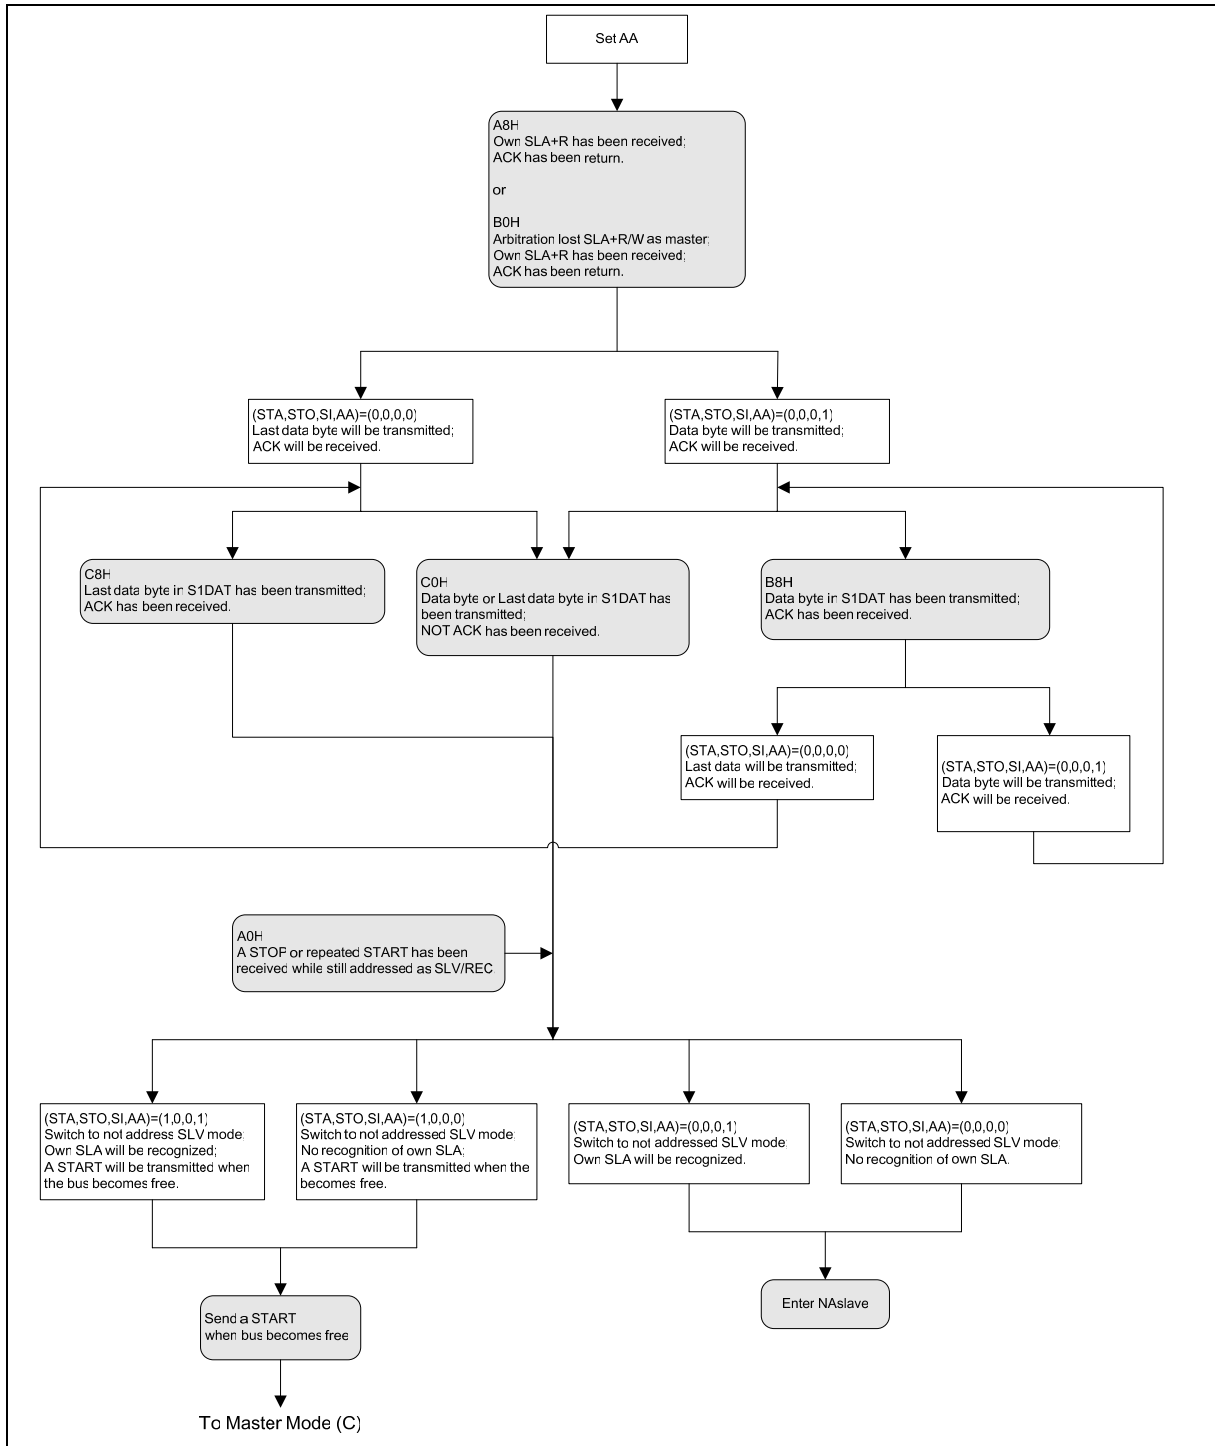 Set AA
A8H
Own SLA+R has been received;
ACK has been return.
or
B0H
Arbitration lost SLA+R/W as master;
Own SLA+R has been received;
ACK has been return.
(STA,STO,SI,AA)=(0,0,0,0)
Last data byte will be transmitted;
ACK will be received.
(STA,STO,SI,AA)=(0,0,0,1)
Data byte will be transmitted;
ACK will be received.
C8H
Last data byte in S1DAT has been transmitted;
ACK has been received.
C0H
Data byte or Last data byte in S1DAT has
been transmitted;
NOT ACK has been received.
B8H
Data byte in S1DAT has been transmitted;
ACK has been received.
(STA,STO,SI,AA)=(0,0,0,0)
Last data will be transmitted;
ACK will be received.
(STA,STO,SI,AA)=(0,0,0,1)
Data byte will be transmitted;
ACK will be received.
A0H
A STOP or repeated START has been
received while still addressed as SLV/REC.
(STA,STO,SI,AA)=(1,0,0,1)
Switch to not address SLV mode;
Own SLA will be recognized;
A START will be transmitted when
the bus becomes free.
(STA,STO,SI,AA)=(1,0,0,0)
Switch to not addressed SLV mode;
No recognition of own SLA;
A START will be transmitted when the
becomes free.
(STA,STO,SI,AA)=(0,0,0,1)
Switch to not addressed SLV mode;
Own SLA will be recognized.
(STA,STO,SI,AA)=(0,0,0,0)
Switch to not addressed SLV mode;
No recognition of own SLA.
Send a START
when bus becomes free
Enter NAslave
To Master Mode (C)